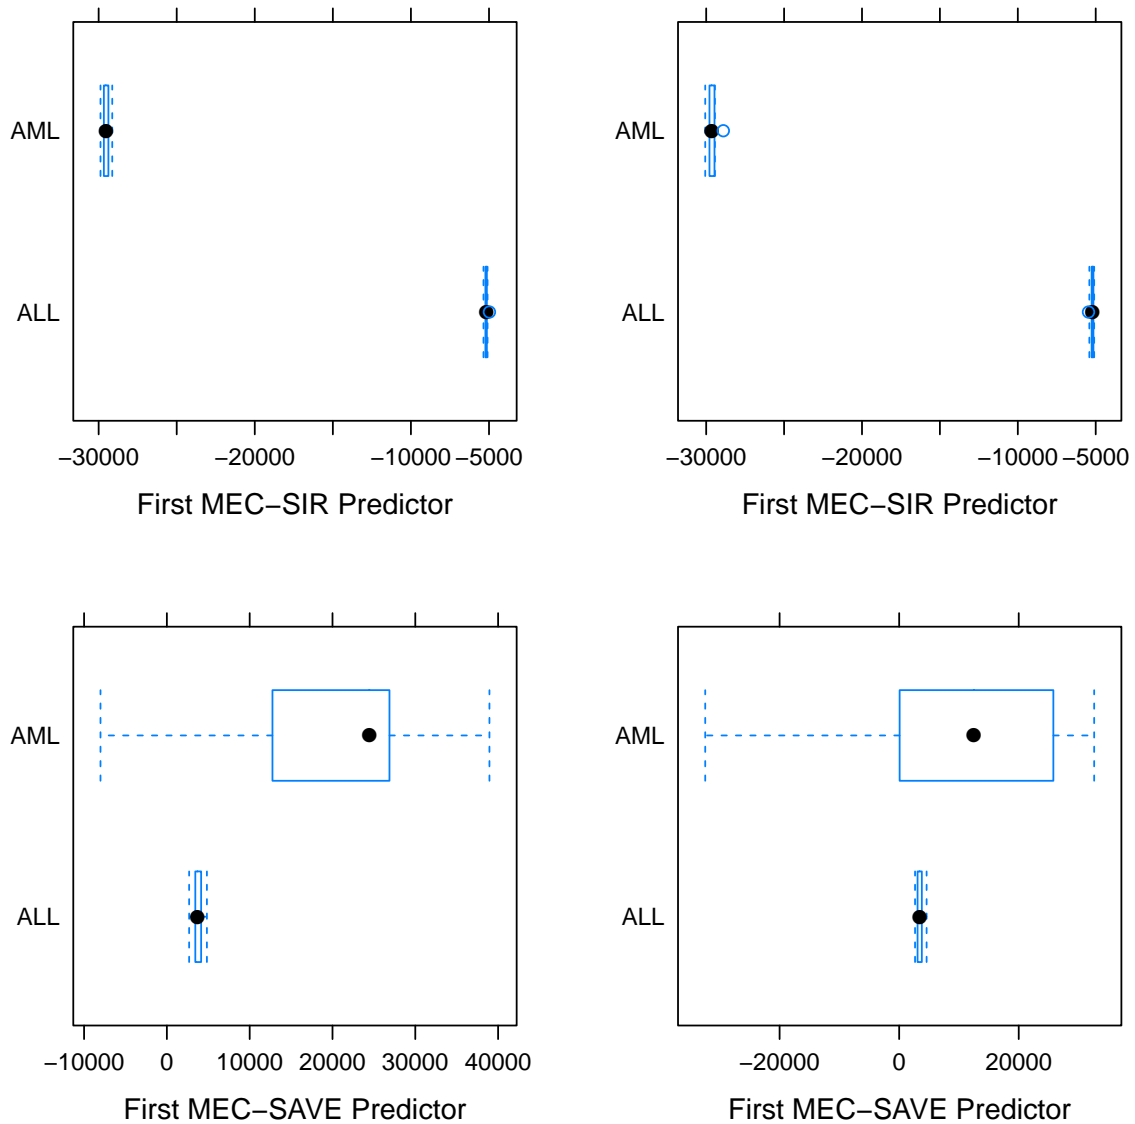 AML
ALL
−30000 −20000 −10000 −5000
First MEC−SIR Predictor
AML
ALL
−30000 −20000 −10000 −5000
First MEC−SIR Predictor
AML
ALL
−10000 0 10000 20000 30000 40000
First MEC−SAVE Predictor
AML
ALL
−20000 0 20000
First MEC−SAVE Predictor